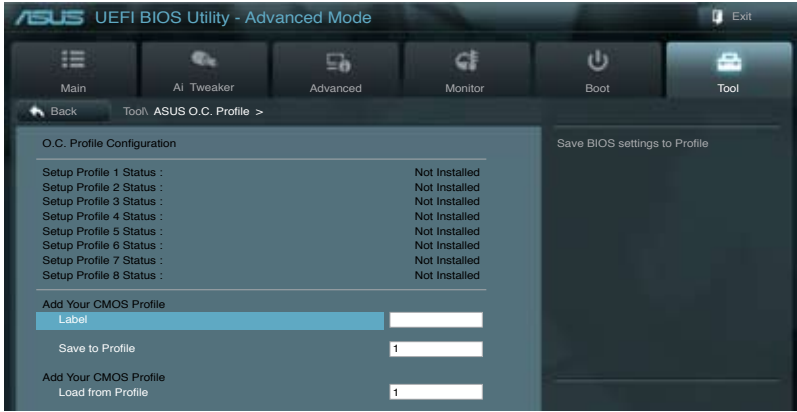 ASUS UEFI BIOS Utility - Advanced Mode
Exit
Main
Ai Tweaker
Advanced
Monitor
Boot
Tool
Back
Tool\ ASUS O.C. Profile >
O.C. Profile Configuration
Save BIOS settings to Profile
Setup Profile 1 Status : Not Installed
Setup Profile 2 Status : Not Installed
Setup Profile 3 Status : Not Installed
Setup Profile 4 Status : Not Installed
Setup Profile 5 Status : Not Installed
Setup Profile 6 Status : Not Installed
Setup Profile 7 Status : Not Installed
Setup Profile 8 Status : Not Installed
Add Your CMOS Profile
Label
Save to Profile 1
Add Your CMOS Profile
Load from Profile 1